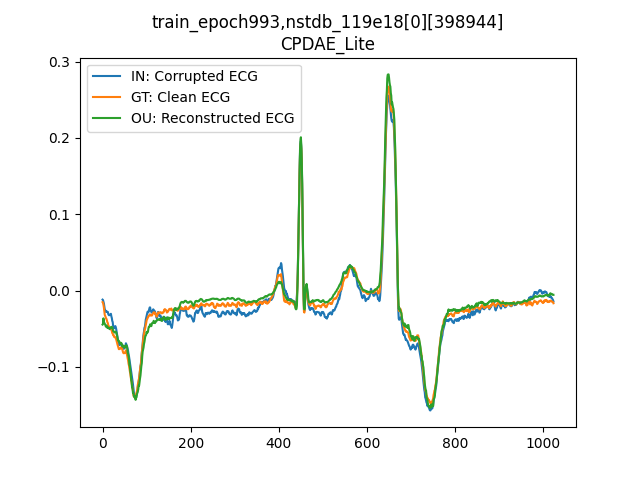 train_epoch993,nstdb_119e18[0][398944]
CPDAE_Lite
IN: Corrupted ECG
GT: Clean ECG
OU: Reconstructed ECG
0.3
0.2
0.1
0.0
−0.1
0 200 400 600 800 1000